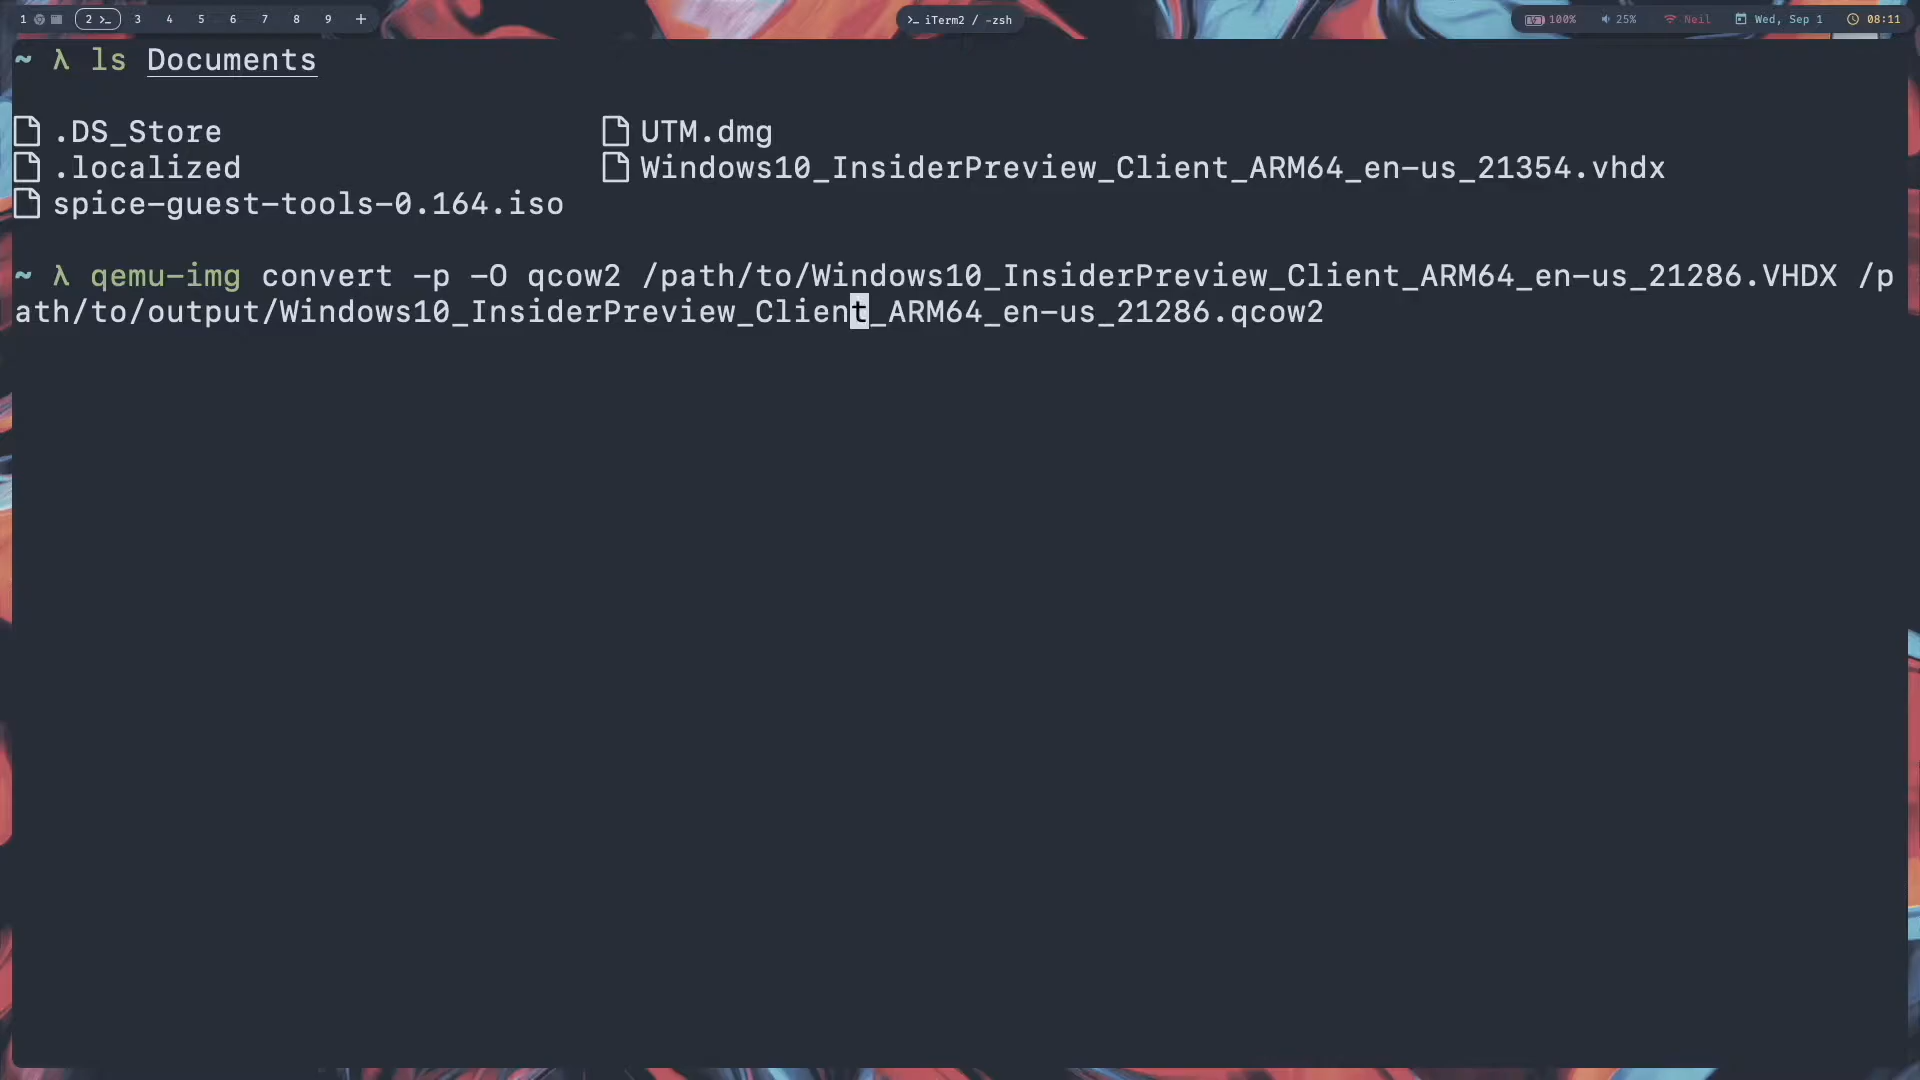 1 2 >_ 3 4 5 6 7 8 9 + >_ iTerm2 / -zsh 100% 25% Neil Wed, Sep 1 08:11
~ λ ls Documents
.DS_Store UTM.dmg
.localized Windows10_InsiderPreview_Client_ARM64_en-us_21354.vhdx
spice-guest-tools-0.164.iso
~ λ qemu-img convert -p -O qcow2 /path/to/Windows10_InsiderPreview_Client_ARM64_en-us_21286.VHDX /p
ath/to/output/Windows10_InsiderPreview_Client_ARM64_en-us_21286.qcow2